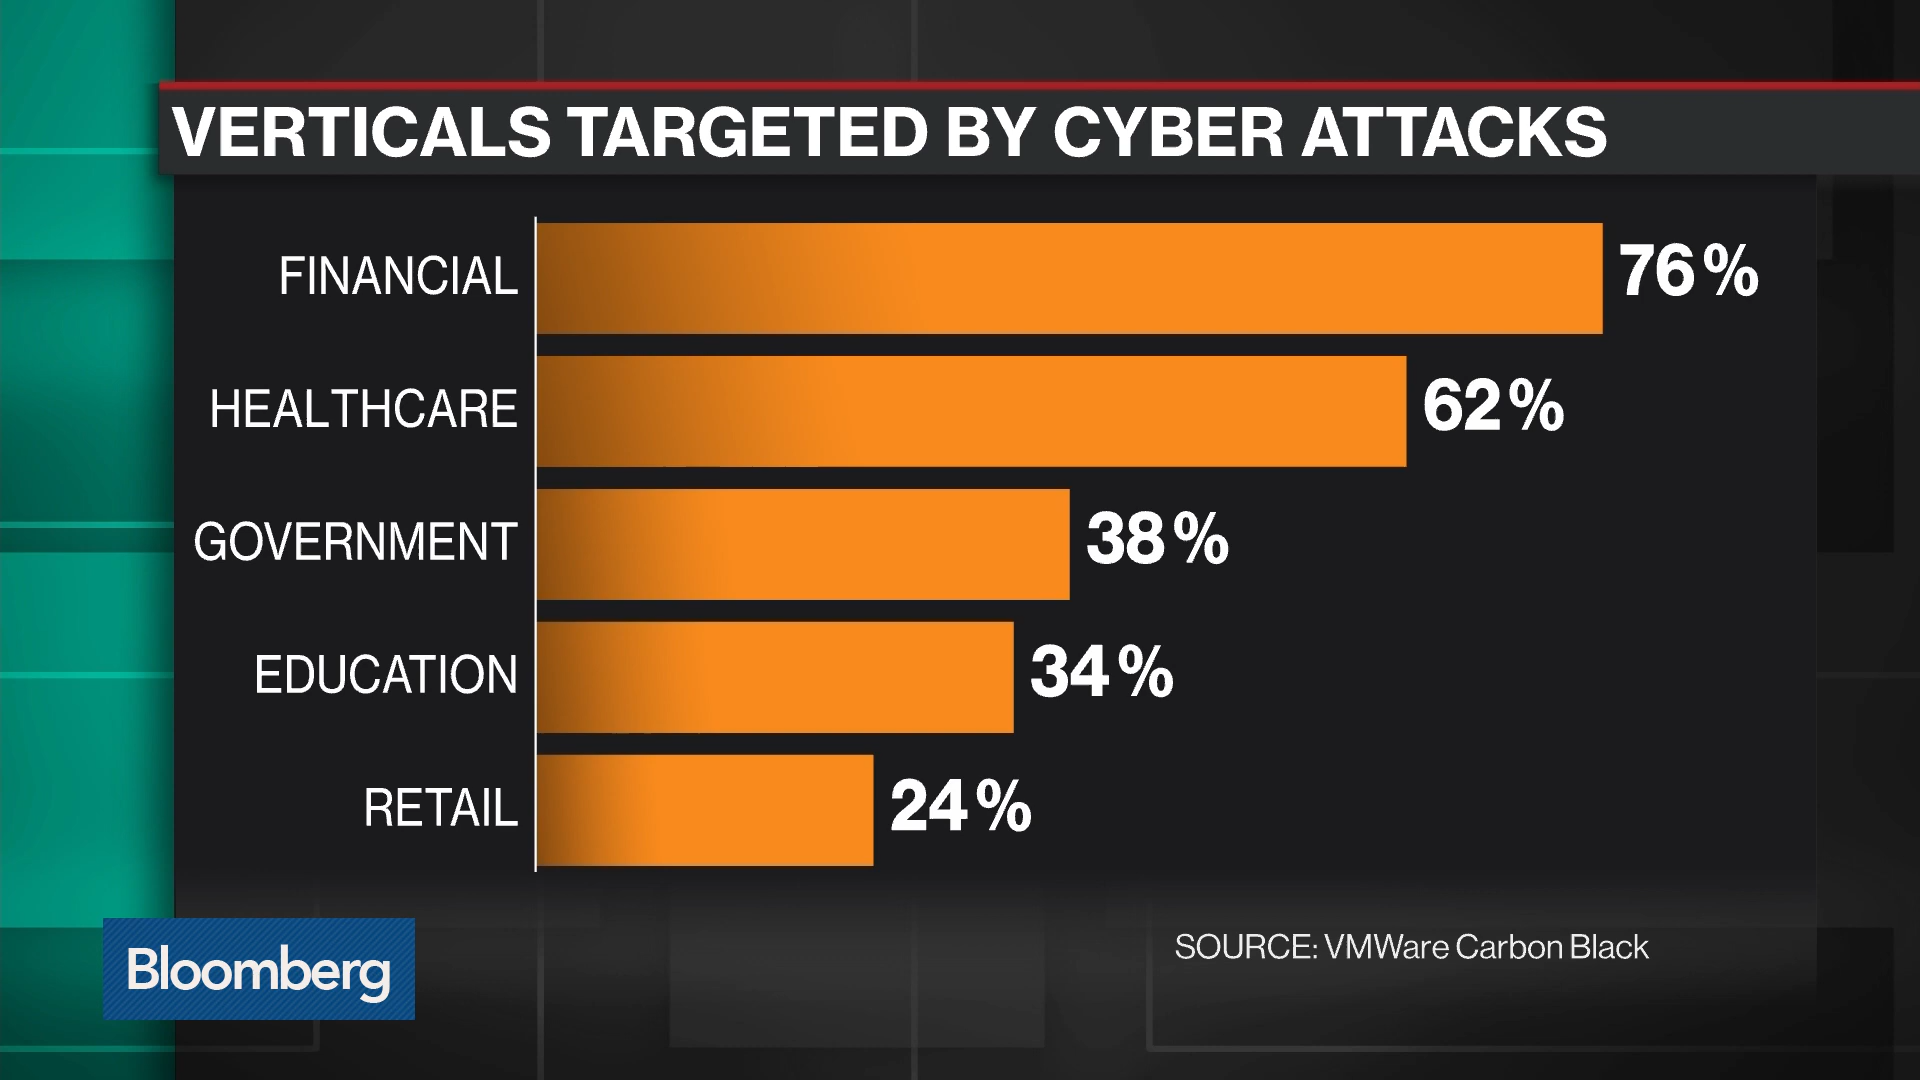 VERTICALS TARGETED BY CYBER ATTACKS
FINANCIAL 76%
HEALTHCARE 62%
GOVERNMENT 38%
EDUCATION 34%
RETAIL 24%
SOURCE: VMWare Carbon Black
Bloomberg